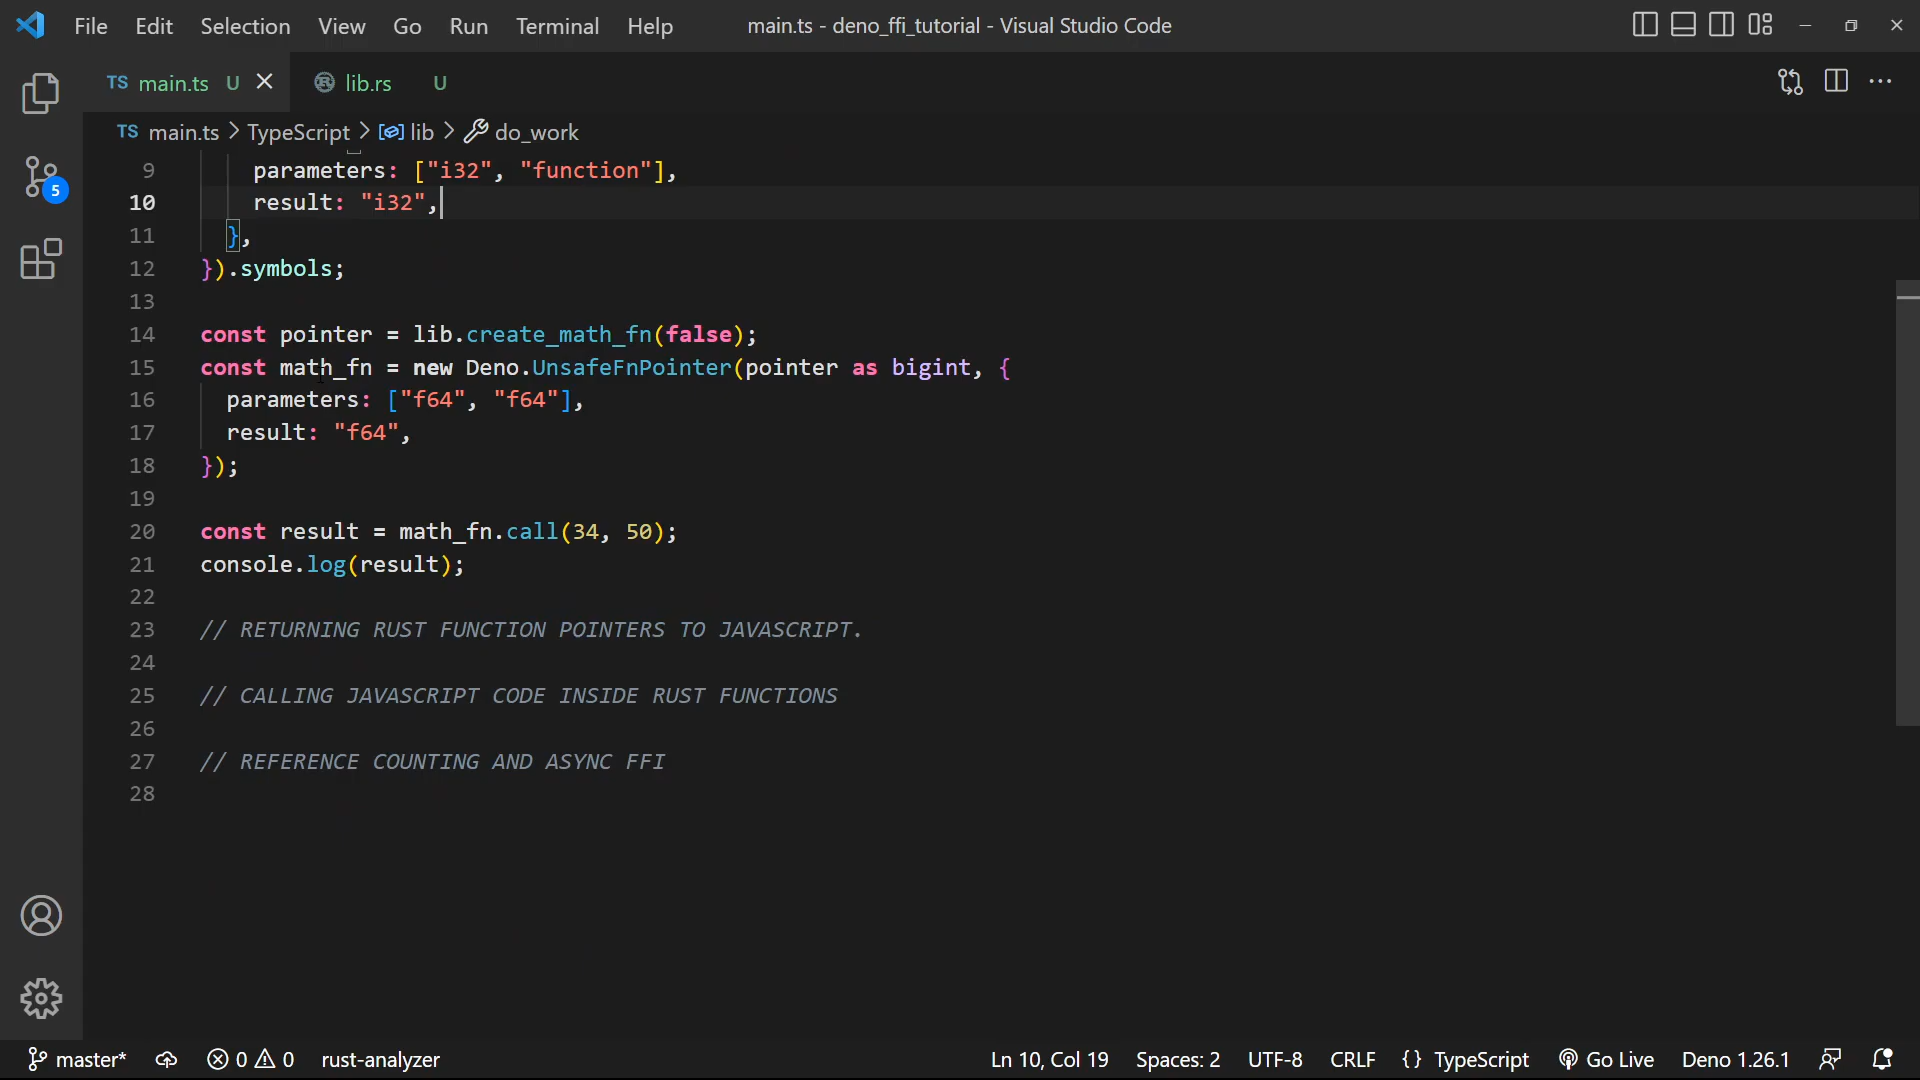 File Edit Selection View Go Run Terminal Help main.ts - deno_ffi_tutorial - Visual Studio Code
TS main.ts U lib.rs U
TS main.ts > TypeScript > lib > do_work
5
9 parameters: ["i32", "function"],
10 result: "i32",
11 },
12 }).symbols;
13
14 const pointer = lib.create_math_fn(false);
15 const math_fn = new Deno.UnsafeFnPointer(pointer as bigint, {
16 parameters: ["f64", "f64"],
17 result: "f64",
18 });
19
20 const result = math_fn.call(34, 50);
21 console.log(result);
22
23 // RETURNING RUST FUNCTION POINTERS TO JAVASCRIPT.
24
25 // CALLING JAVASCRIPT CODE INSIDE RUST FUNCTIONS
26
27 // REFERENCE COUNTING AND ASYNC FFI
28
master* 0 0 rust-analyzer Ln 10, Col 19 Spaces: 2 UTF-8 CRLF {} TypeScript Go Live Deno 1.26.1